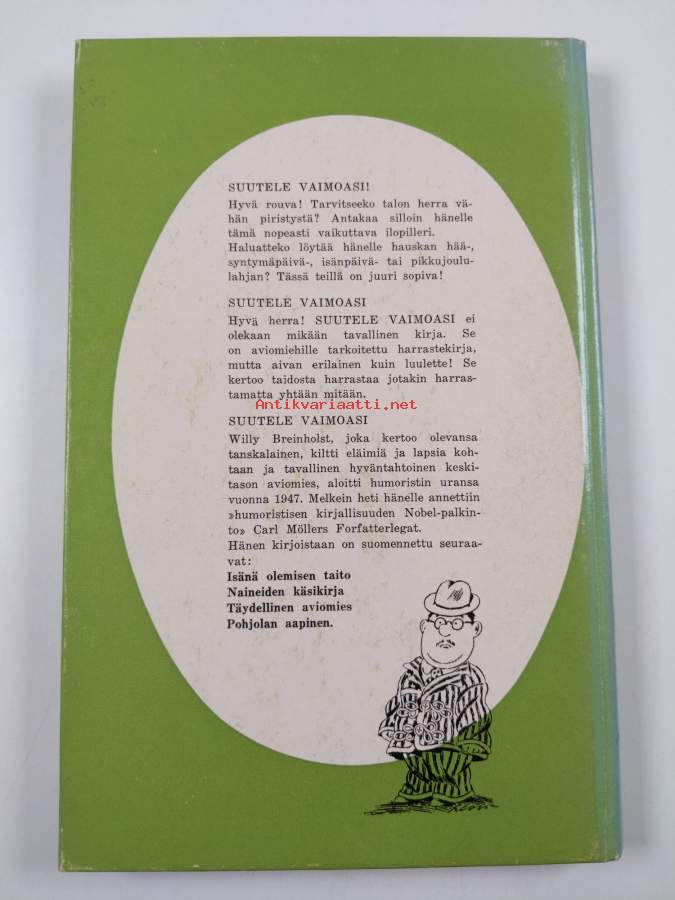 SUUTELE VAIMOASI!
Hyvä rouva! Tarvitseeko talon herra vä-
hän piristystä? Antakaa silloin hänelle
tämä nopeasti vaikuttava ilopilleri.
Haluatteko löytää hänelle hauskan hää-,
syntymäpäivä-, isänpäivä- tai pikkujoulu-
lahjan? Tässä teillä on juuri sopiva!
SUUTELE VAIMOASI
Hyvä herra! SUUTELE VAIMOASI ei
olekaan mikään tavallinen kirja. Se
on aviomiehille tarkoitettu harrastekirja,
mutta aivan erilainen kuin luulette! Se
kertoo taidosta harrastaa jotakin harras-
tamatta yhtään mitään.
Antikvariaatti.net
SUUTELE VAIMOASI
Willy Breinholst, joka kertoo olevansa
tanskalainen, kiltti eläimiä ja lapsia koh-
taan ja tavallinen hyväntahtoinen keski-
tason aviomies, aloitti humoristin uransa
vuonna 1947. Melkein heti hänelle annettiin
»humoristisen kirjallisuuden Nobel-palkin-
to» Carl Möllers Forfatterlegat.
Hänen kirjoistaan on suomennettu seuraa-
vat:
Isänä olemisen taito
Naineiden käsikirja
Täydellinen aviomies
Pohjolan aapinen.